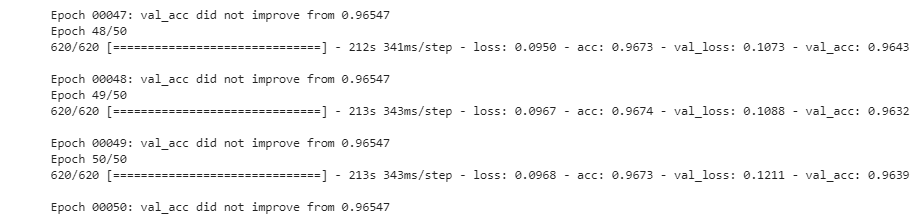 Epoch 00047: val_acc did not improve from 0.96547
Epoch 48/50
620/620 [==============================] - 212s 341ms/step - loss: 0.0950 - acc: 0.9673 - val_loss: 0.1073 - val_acc: 0.9643
Epoch 00048: val_acc did not improve from 0.96547
Epoch 49/50
620/620 [==============================] - 213s 343ms/step - loss: 0.0967 - acc: 0.9674 - val_loss: 0.1088 - val_acc: 0.9632
Epoch 00049: val_acc did not improve from 0.96547
Epoch 50/50
620/620 [==============================] - 213s 343ms/step - loss: 0.0968 - acc: 0.9673 - val_loss: 0.1211 - val_acc: 0.9639
Epoch 00050: val_acc did not improve from 0.96547